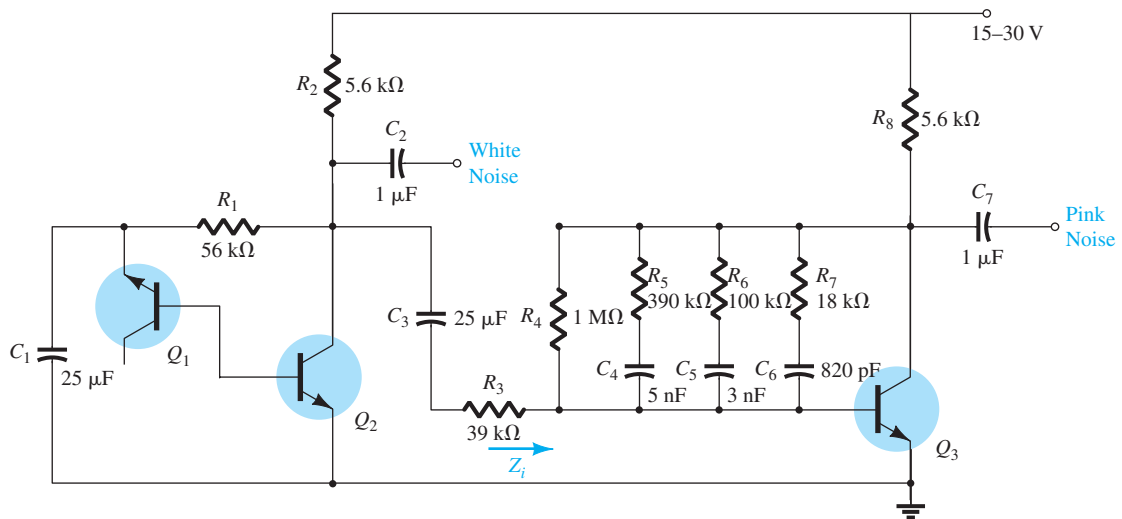 15–30 V
R2 5.6 kΩ
R8 5.6 kΩ
C2
1 μF
White
Noise
R1
56 kΩ
C7
1 μF
Pink
Noise
R5
390 kΩ
R6
100 kΩ
R7
18 kΩ
C3 25 μF
R4 1 MΩ
C1
25 μF
Q1
C4
5 nF
C5
3 nF
C6 820 pF
R3
39 kΩ
Q2
Q3
Zi